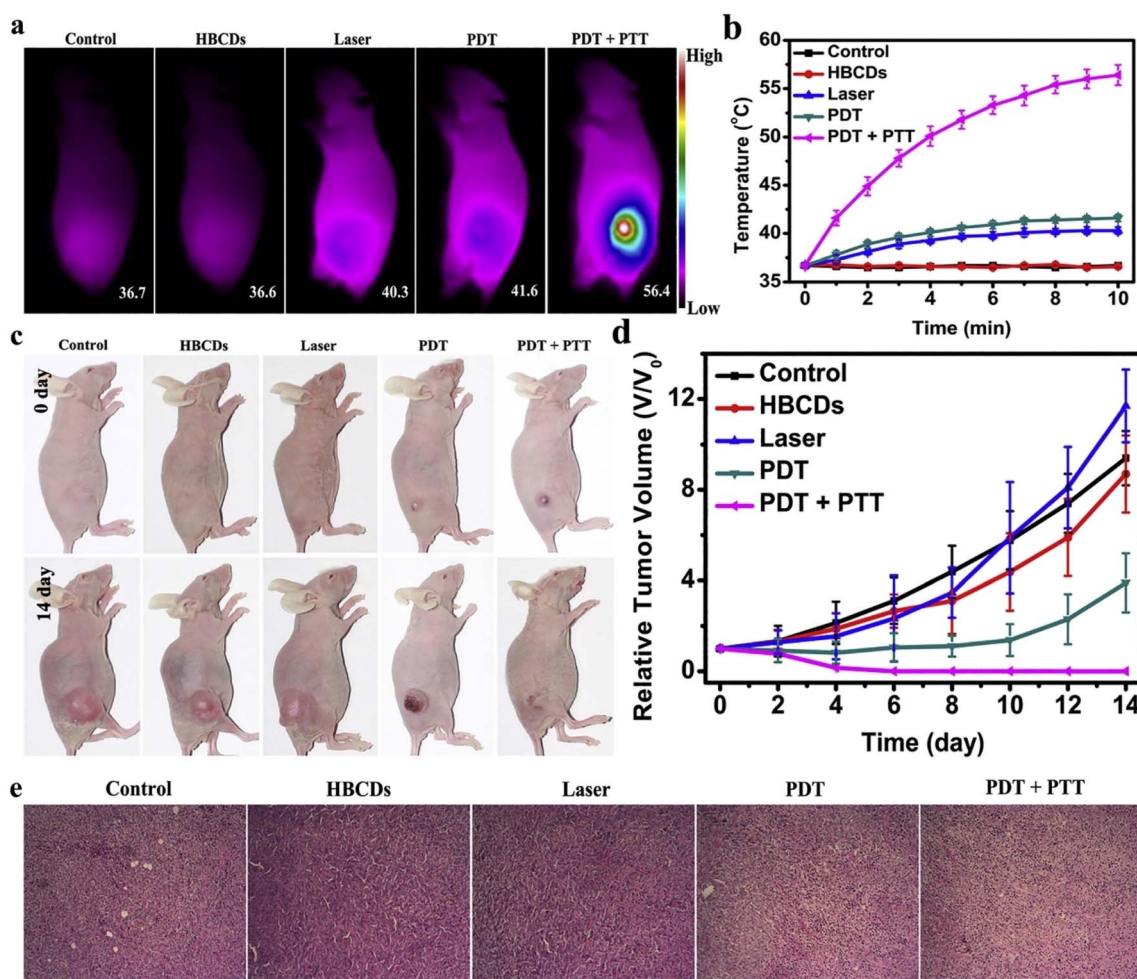 a
Control HBCDs Laser PDT PDT + PTT
High
36.7 36.6 40.3 41.6 56.4
Low
b
60
55
50
45
40
35
Temperature (°C)
Control
HBCDs
Laser
PDT
PDT + PTT
0 2 4 6 8 10
Time (min)
c
Control HBCDs Laser PDT PDT + PTT
0 day
14 day
d
Relative Tumor Volume (V/V₀)
12
8
4
0
Control
HBCDs
Laser
PDT
PDT + PTT
0 2 4 6 8 10 12 14
Time (day)
e
Control HBCDs Laser PDT PDT + PTT